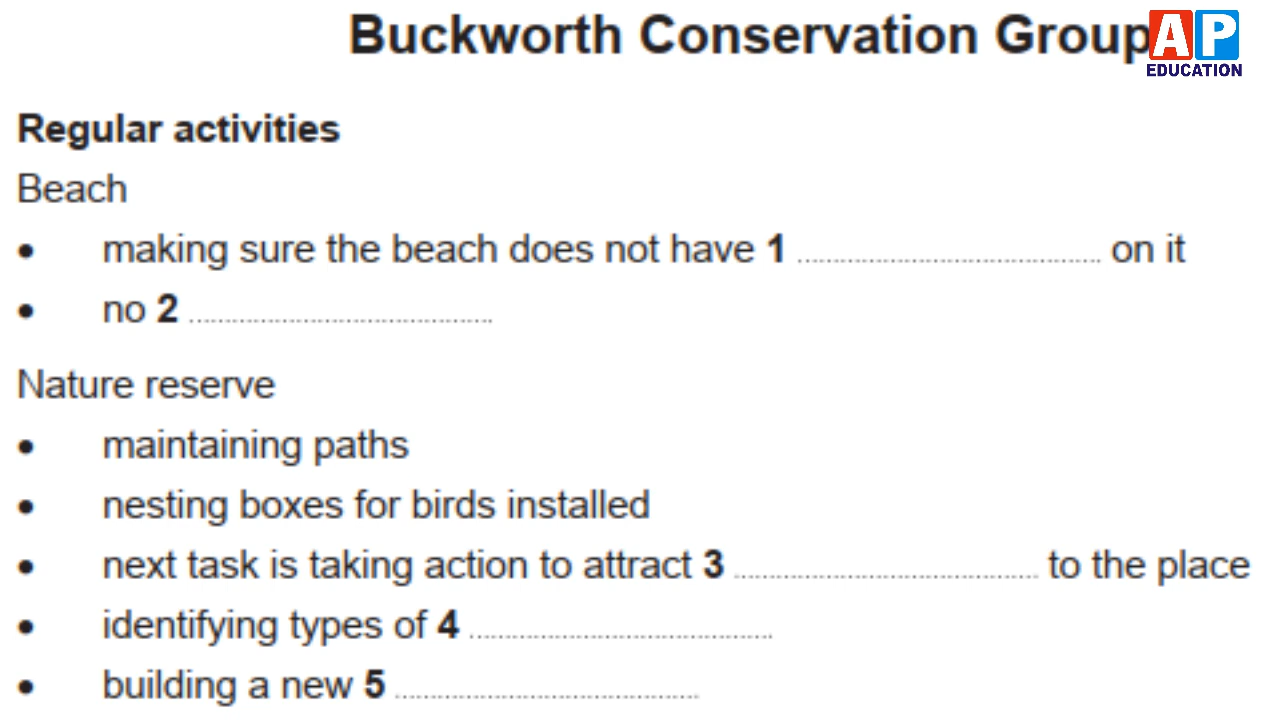 Buckworth Conservation Group
AP
EDUCATION
Regular activities
Beach
• making sure the beach does not have 1 ........................................ on it
• no 2 ........................................
Nature reserve
• maintaining paths
• nesting boxes for birds installed
• next task is taking action to attract 3 ........................................ to the place
• identifying types of 4 ........................................
• building a new 5 ........................................